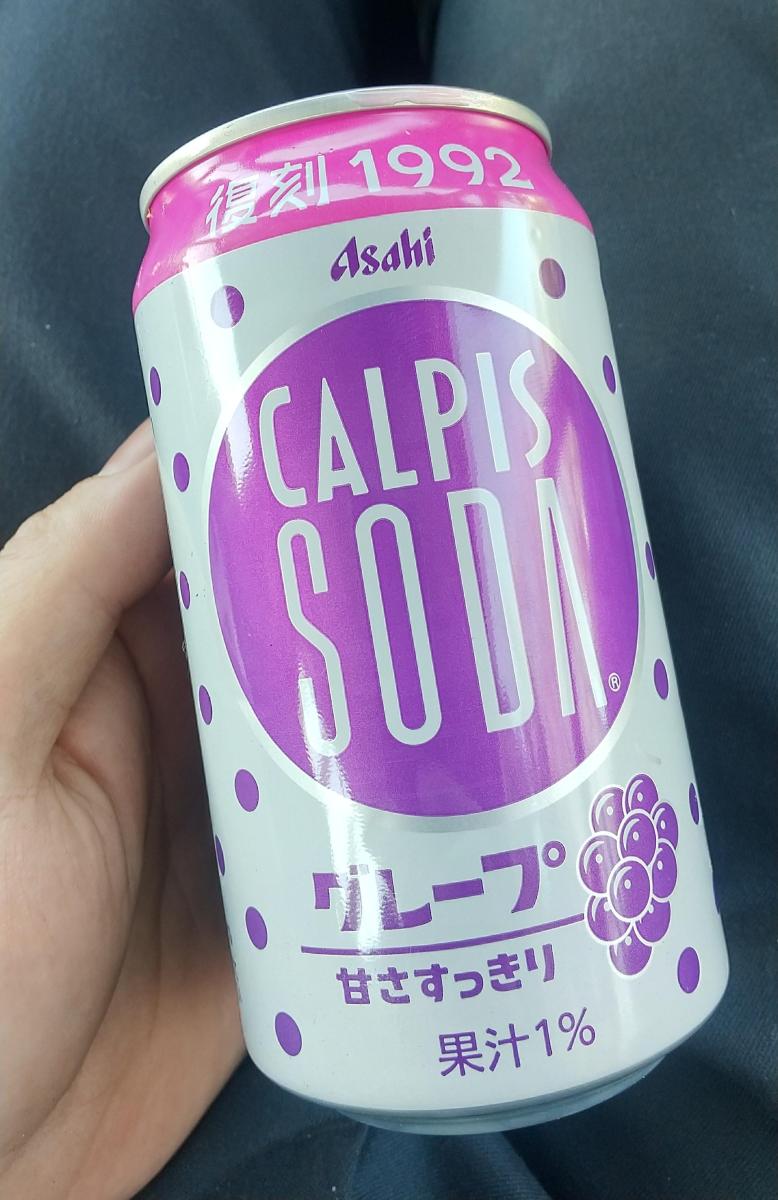 復刻 1992
Asahi
CALPIS
SODA®
グレープ
甘さすっきり
果汁1%